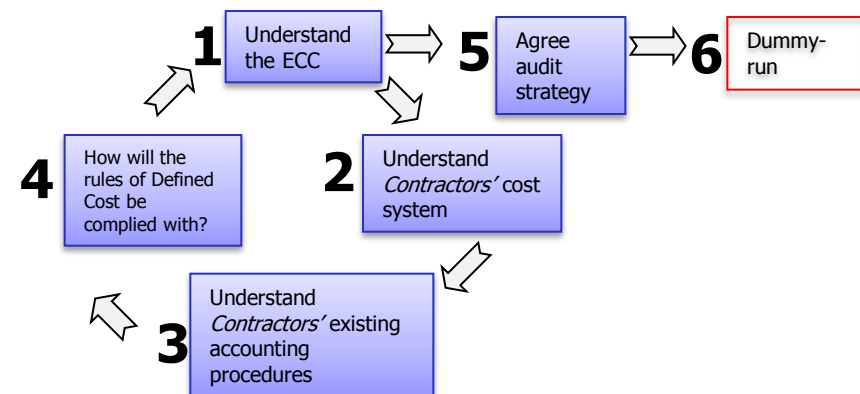 1
Understand
the ECC
5
Agree
audit
strategy
6
Dummy-
run
4
How will the
rules of Defined
Cost be
complied with?
2
Understand
Contractors’ cost
system
3
Understand
Contractors’ existing
accounting
procedures